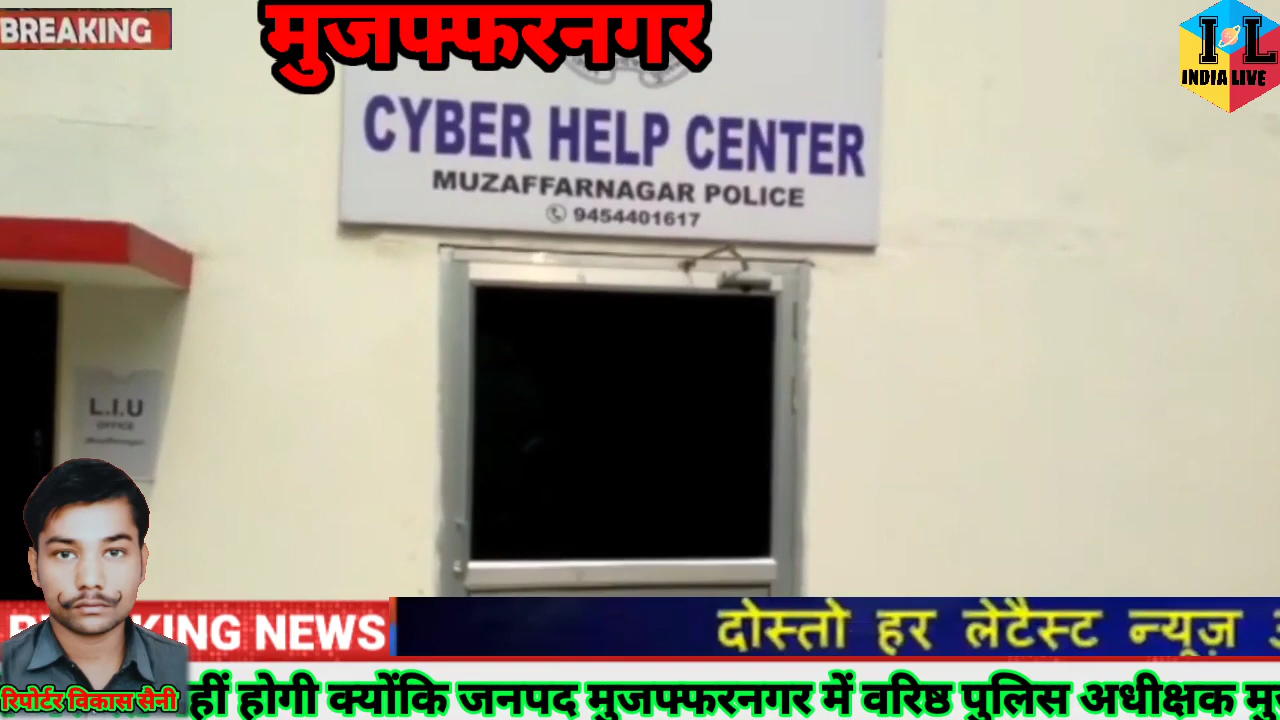 BREAKING
मुजफ्फरनगर
I L
INDIA LIVE
CYBER HELP CENTER
MUZAFFARNAGAR POLICE
9454401617
L.I.U
OFFICE
BREAKING NEWS
दोस्तो हर लेटैस्ट न्यूज़
रिपोर्टर विकास सैनी
हीं होगी क्योंकि जनपद मुजफ्फरनगर में वरिष्ठ पुलिस अधीक्षक मु